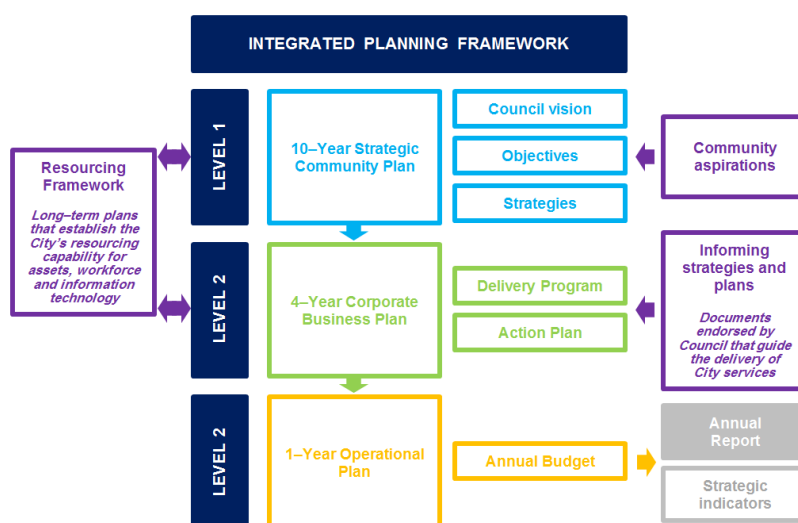 INTEGRATED PLANNING FRAMEWORK
LEVEL 1
10–Year Strategic
Community Plan
Council vision
Objectives
Strategies
Community
aspirations
Resourcing
Framework
Long–term plans
that establish the
City's resourcing
capability for
assets, workforce
and information
technology
LEVEL 2
4–Year Corporate
Business Plan
Delivery Program
Action Plan
Informing
strategies and
plans
Documents
endorsed by
Council that guide
the delivery of
City services
LEVEL 2
1–Year Operational
Plan
Annual Budget
Annual
Report
Strategic
indicators